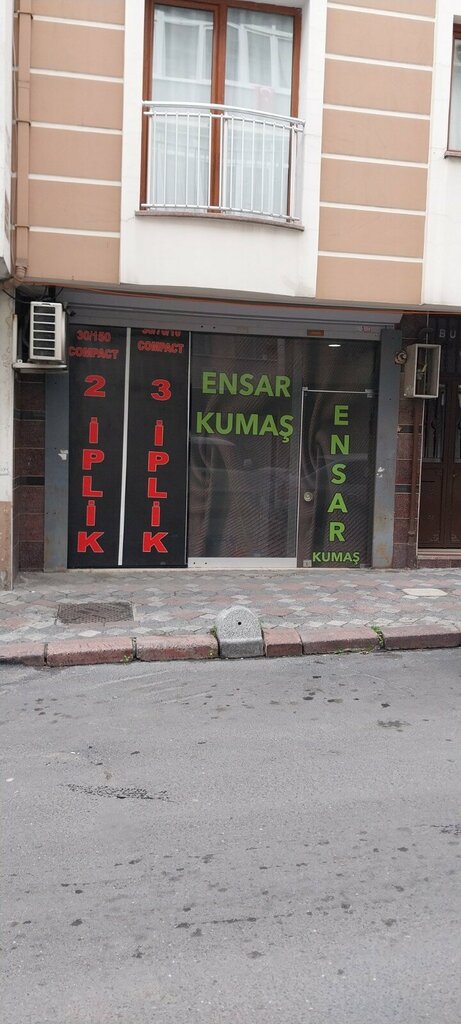 30/150
COMPACT
2 İPLİK
COMPACT
3 İPLİK
ENSAR
KUMAŞ
ENSAR
KUMAŞ